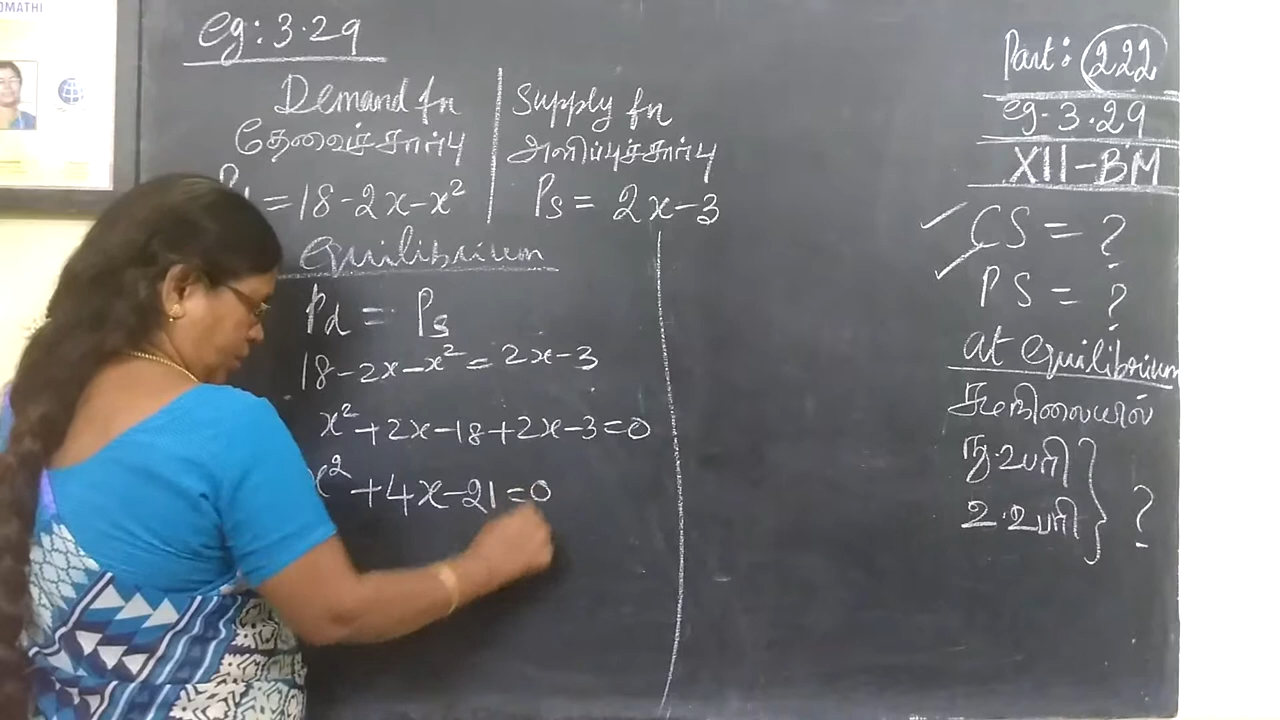 OMATHI
eg: 3.29
Demand fn
தேவைச்சார்பு
= 18 - 2x - x²
Supply fn
அளிப்புச்சார்பு
Ps = 2x - 3
equilibrium
Pd = Ps
18 - 2x - x² = 2x - 3
x² + 2x - 18 + 2x - 3 = 0
x² + 4x - 21 = 0
Part: 222
eg. 3.29
XII - BM
✓ CS = ?
✓ PS = ?
at equilibrium
சமநிலையில்
நு.உபரி
உ.உபரி } ?